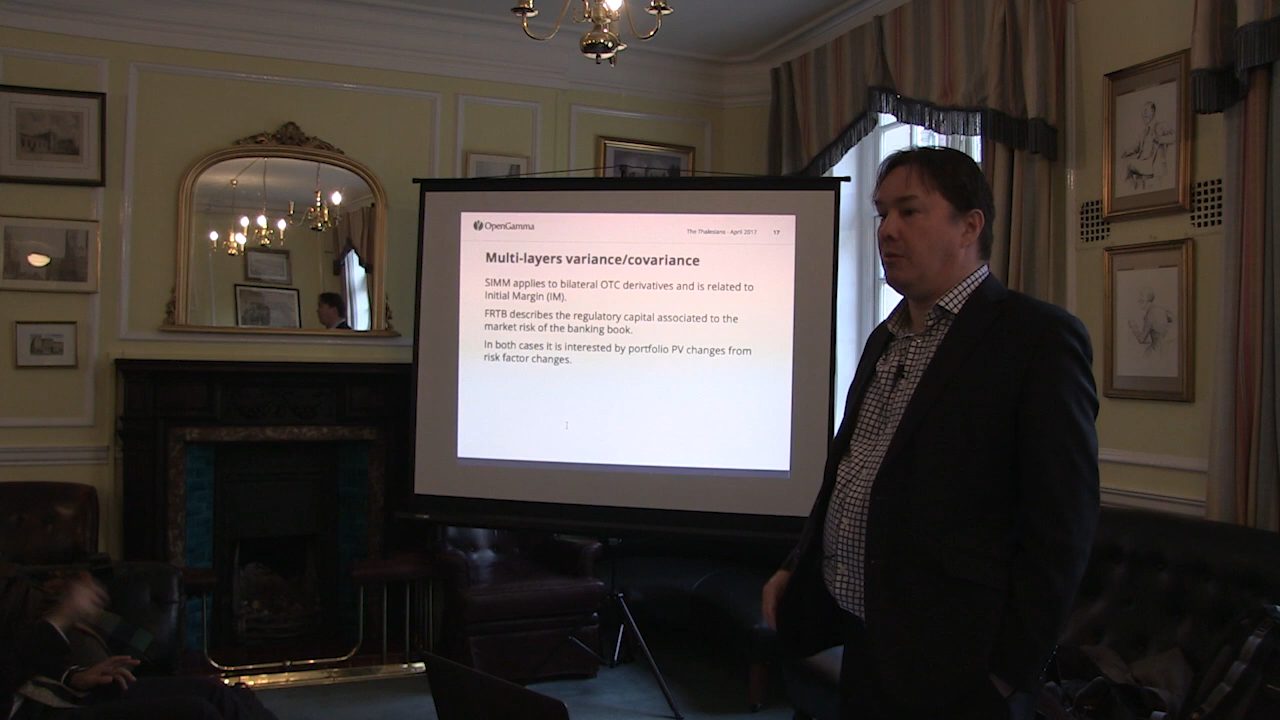 OpenGamma
The Thalesians - April 2017 17
Multi-layers variance/covariance
SIMM applies to bilateral OTC derivatives and is related to
Initial Margin (IM).
FRTB describes the regulatory capital associated to the
market risk of the banking book.
In both cases it is interested by portfolio PV changes from
risk factor changes.